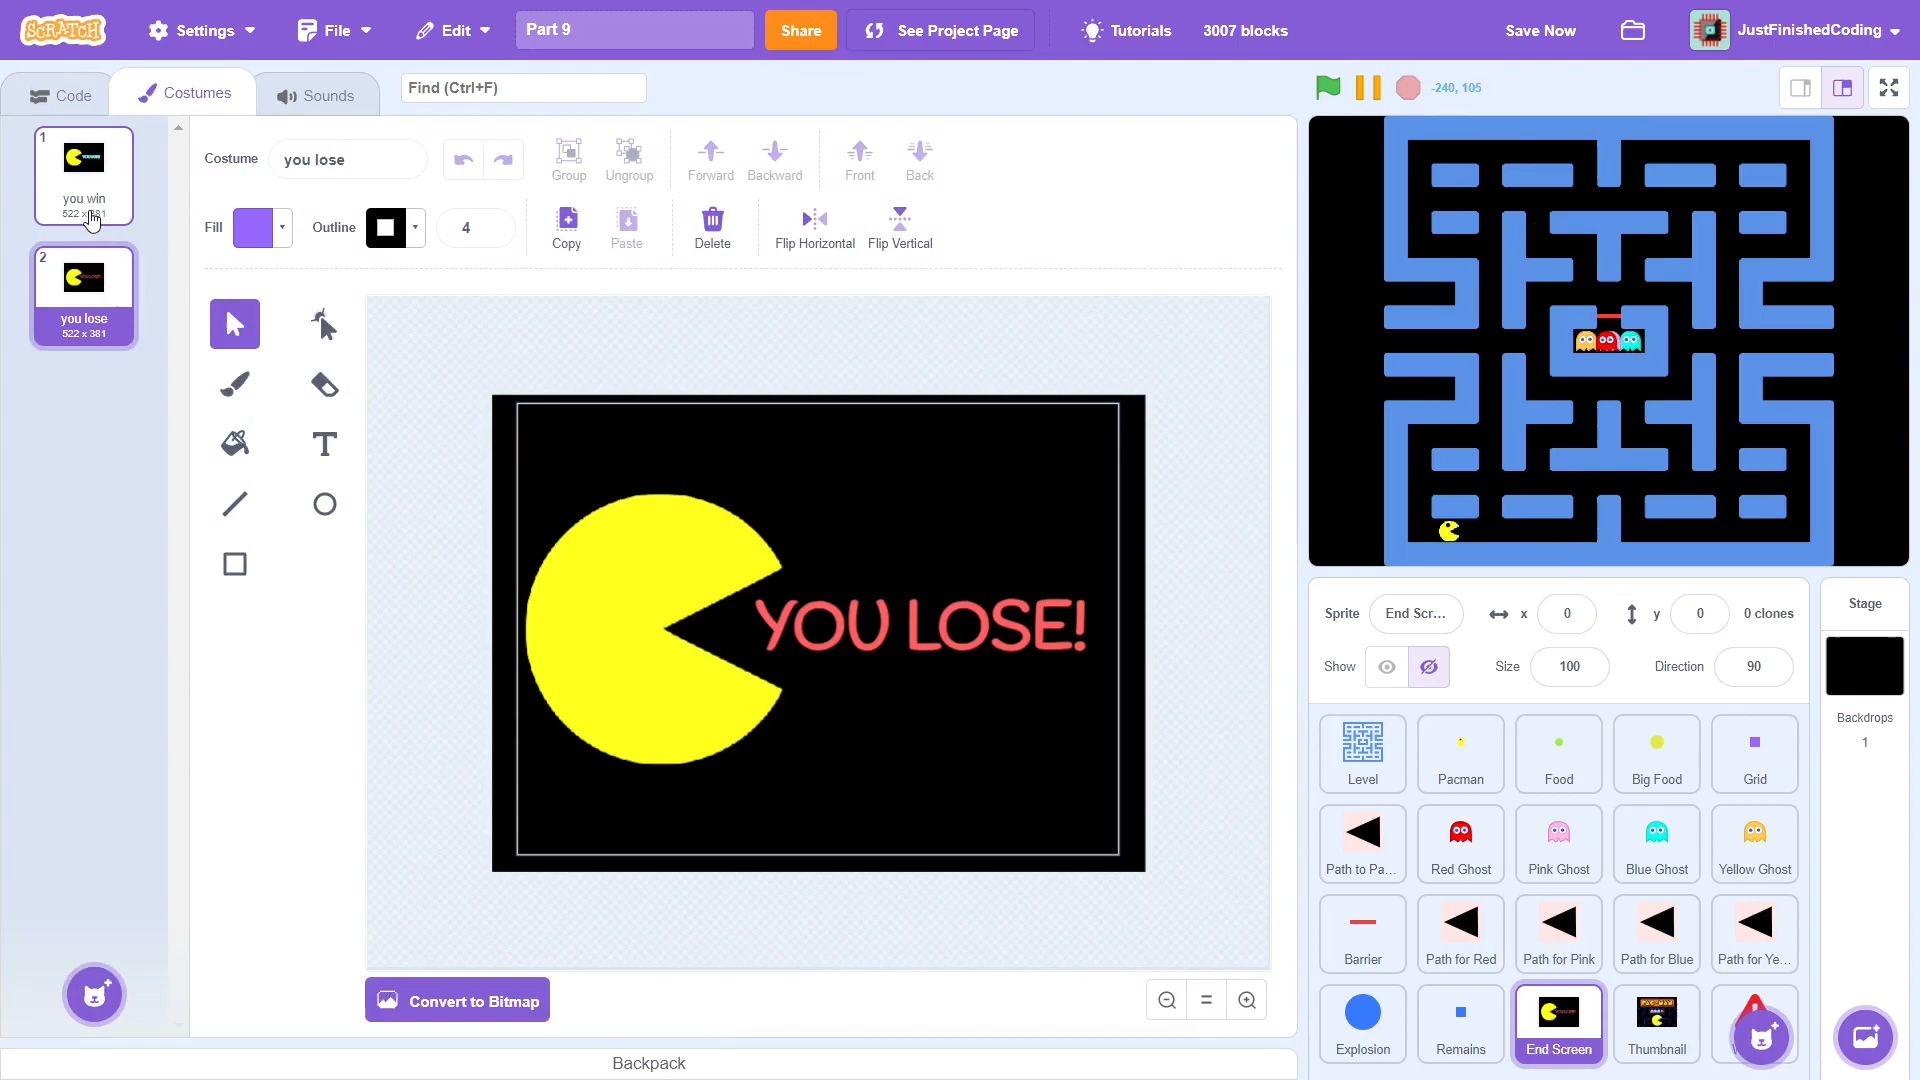 SCRATCH
Settings
File
Edit
Part 9
Share
See Project Page
Tutorials
3007 blocks
Save Now
JustFinishedCoding
Code
Costumes
Sounds
Find (Ctrl+F)
-240, 105
1
you win
522 x 381
2
you lose
522 x 381
Costume
you lose
Group
Ungroup
Forward
Backward
Front
Back
Fill
Outline
4
Copy
Paste
Delete
Flip Horizontal
Flip Vertical
T
YOU LOSE!
Convert to Bitmap
Backpack
Sprite
End Scr...
x
0
y
0
0 clones
Show
Size
100
Direction
90
Stage
Backdrops
1
Level
Pacman
Food
Big Food
Grid
Path to Pa...
Red Ghost
Pink Ghost
Blue Ghost
Yellow Ghost
Barrier
Path for Red
Path for Pink
Path for Blue
Path for Ye...
Explosion
Remains
End Screen
Thumbnail